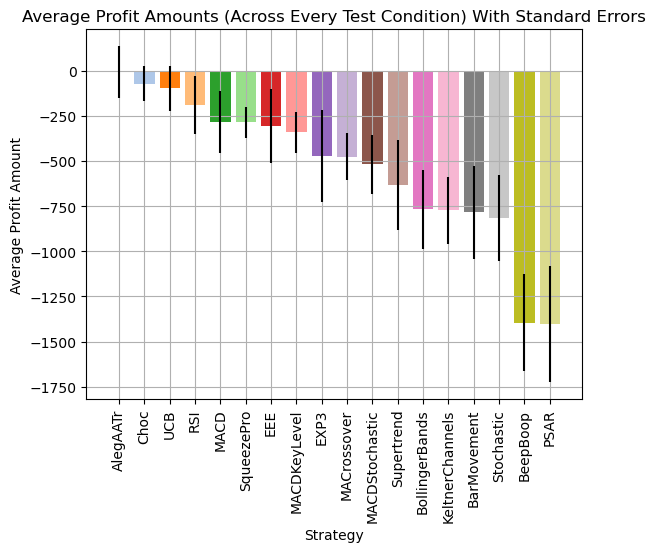 Average Profit Amounts (Across Every Test Condition) With Standard Errors
Average Profit Amount
0
−250
−500
−750
−1000
−1250
−1500
−1750
AlegAATr
Choc
UCB
RSI
MACD
SqueezePro
EEE
MACDKeyLevel
EXP3
MACrossover
MACDStochastic
Supertrend
BollingerBands
KeltnerChannels
BarMovement
Stochastic
BeepBoop
PSAR
Strategy